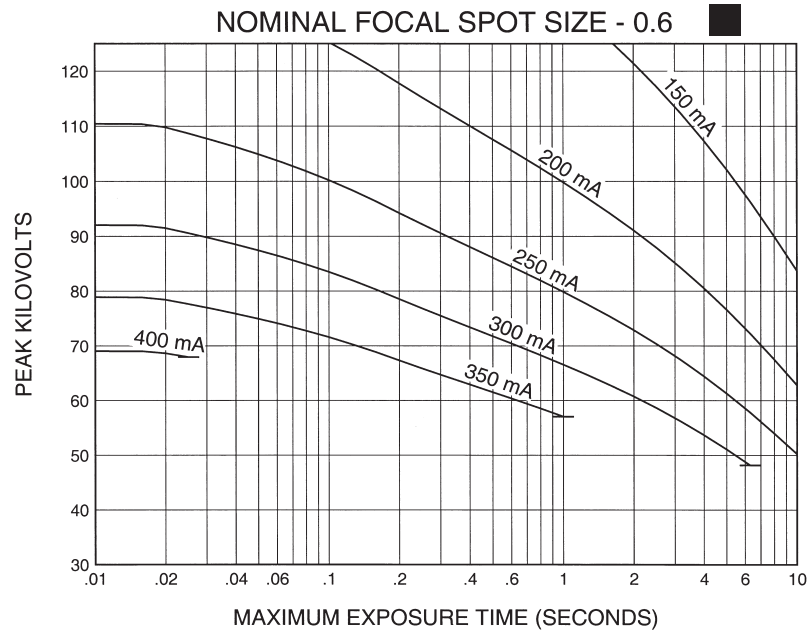 NOMINAL FOCAL SPOT SIZE - 0.6
120
110
100
90
80
70
60
50
40
30
PEAK KILOVOLTS
150 mA
200 mA
250 mA
300 mA
350 mA
400 mA
.01 .02 .04 .06 .1 .2 .4 .6 1 2 4 6 10
MAXIMUM EXPOSURE TIME (SECONDS)